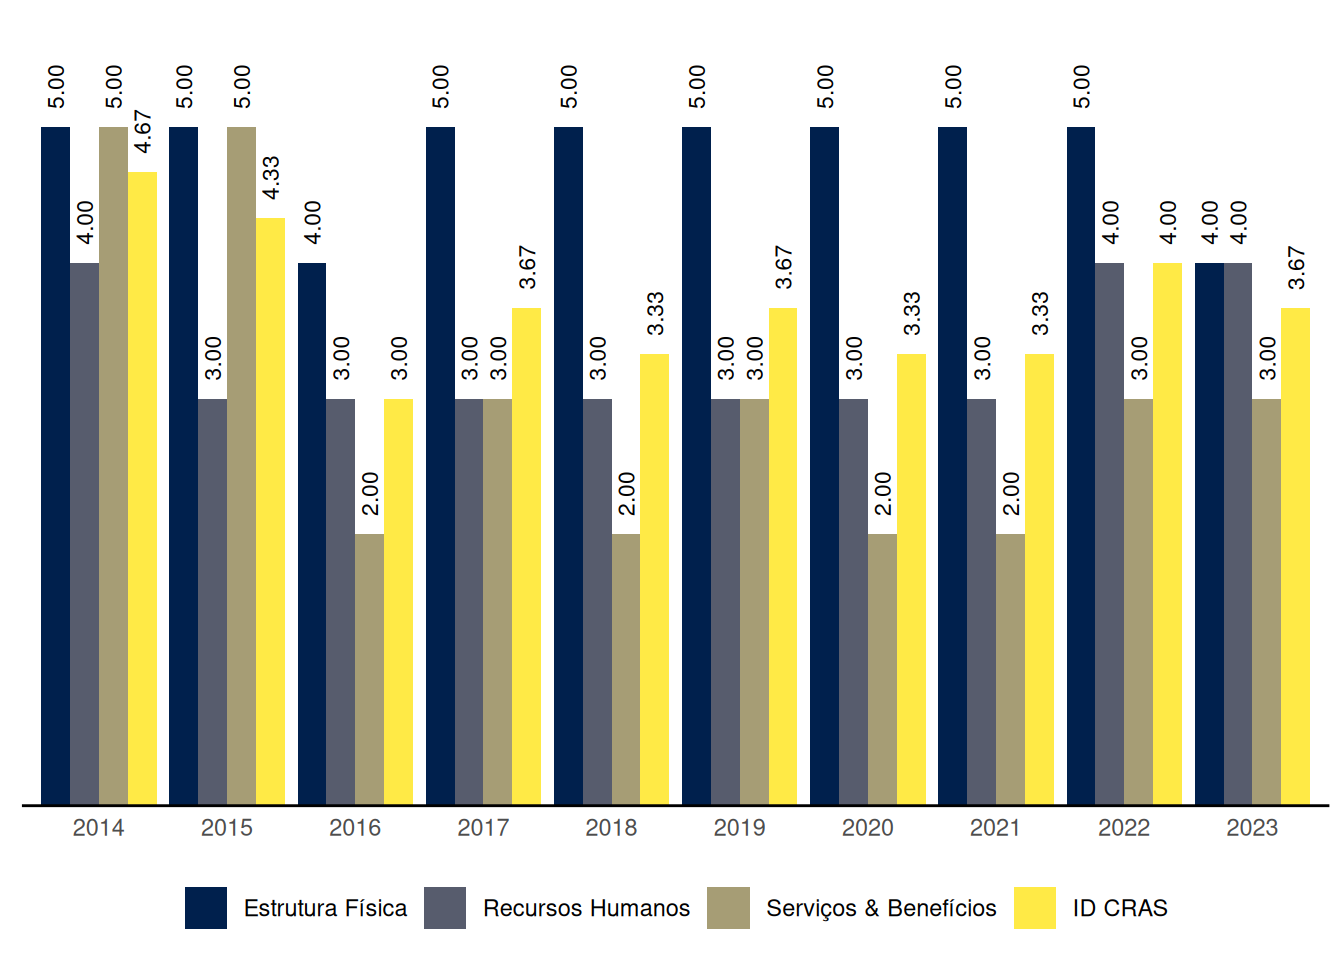 5.00 4.00 5.00 4.67 5.00 3.00 5.00 4.33 4.00 3.00 2.00 3.00 5.00 3.00 3.00 3.67 5.00 3.00 2.00 3.33 5.00 3.00 3.00 3.67 5.00 3.00 2.00 3.33 5.00 3.00 2.00 3.33 5.00 4.00 3.00 4.00 4.00 4.00 3.00 3.67
2014 2015 2016 2017 2018 2019 2020 2021 2022 2023
Estrutura Física Recursos Humanos Serviços & Benefícios ID CRAS